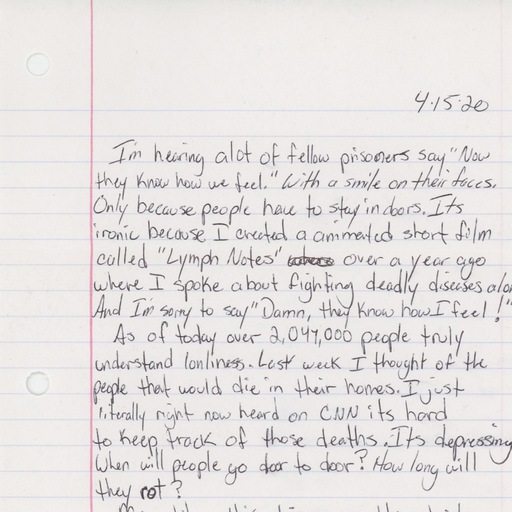 4.15.20
I'm hearing alot of fellow prisoners say "Now
they know how we feel." With a smile on their faces.
Only because people have to stay indoors. Its
ironic because I created a animated short film
called "Lymph Notes" over a year ago
where I spoke about fighting deadly diseases alon
And I'm sorry to say "Damn, they know how I feel!"
As of today over 2,047,000 people truly
understand lonliness. Last week I thought of the
people that would die in their homes. I just
literally right now heard on CNN its hard
to keep track of those deaths. Its depressing
When will people go door to door? How long will
they rot?